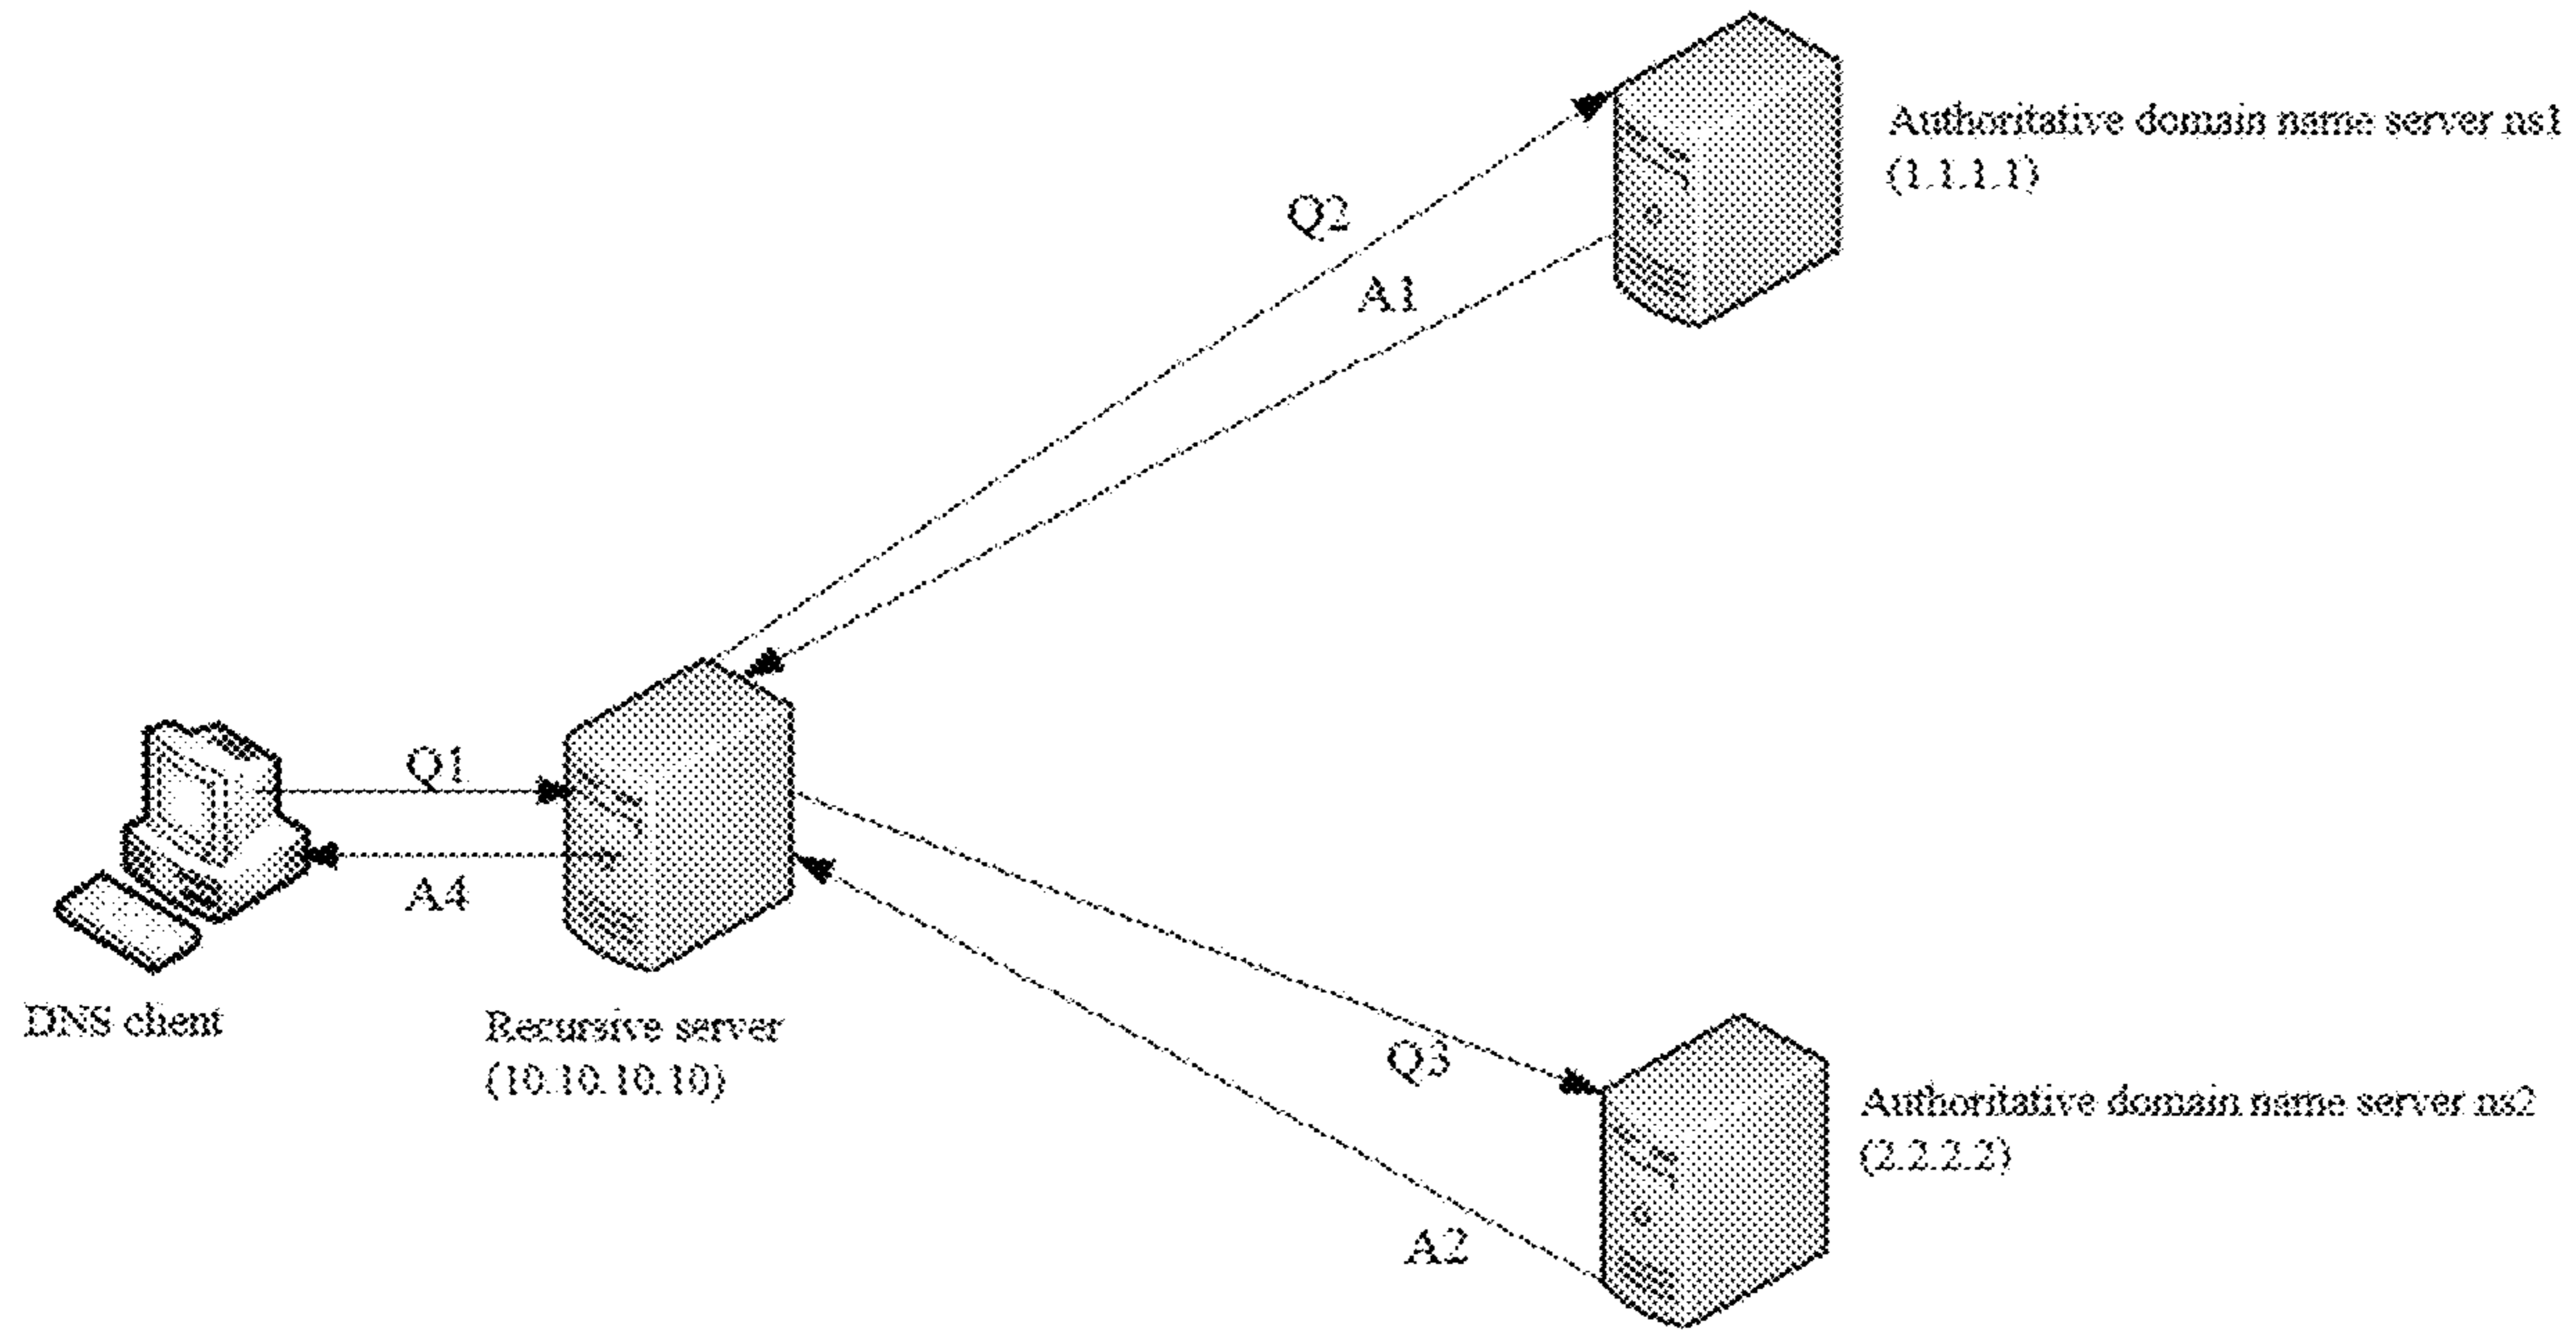 Authoritative domain name server ns1
(1.1.1.1)
Q2
A1
Q1
A4
DNS client
Recursive server
(10.10.10.10)
Q3
Authoritative domain name server ns2
(2.2.2.2)
A2